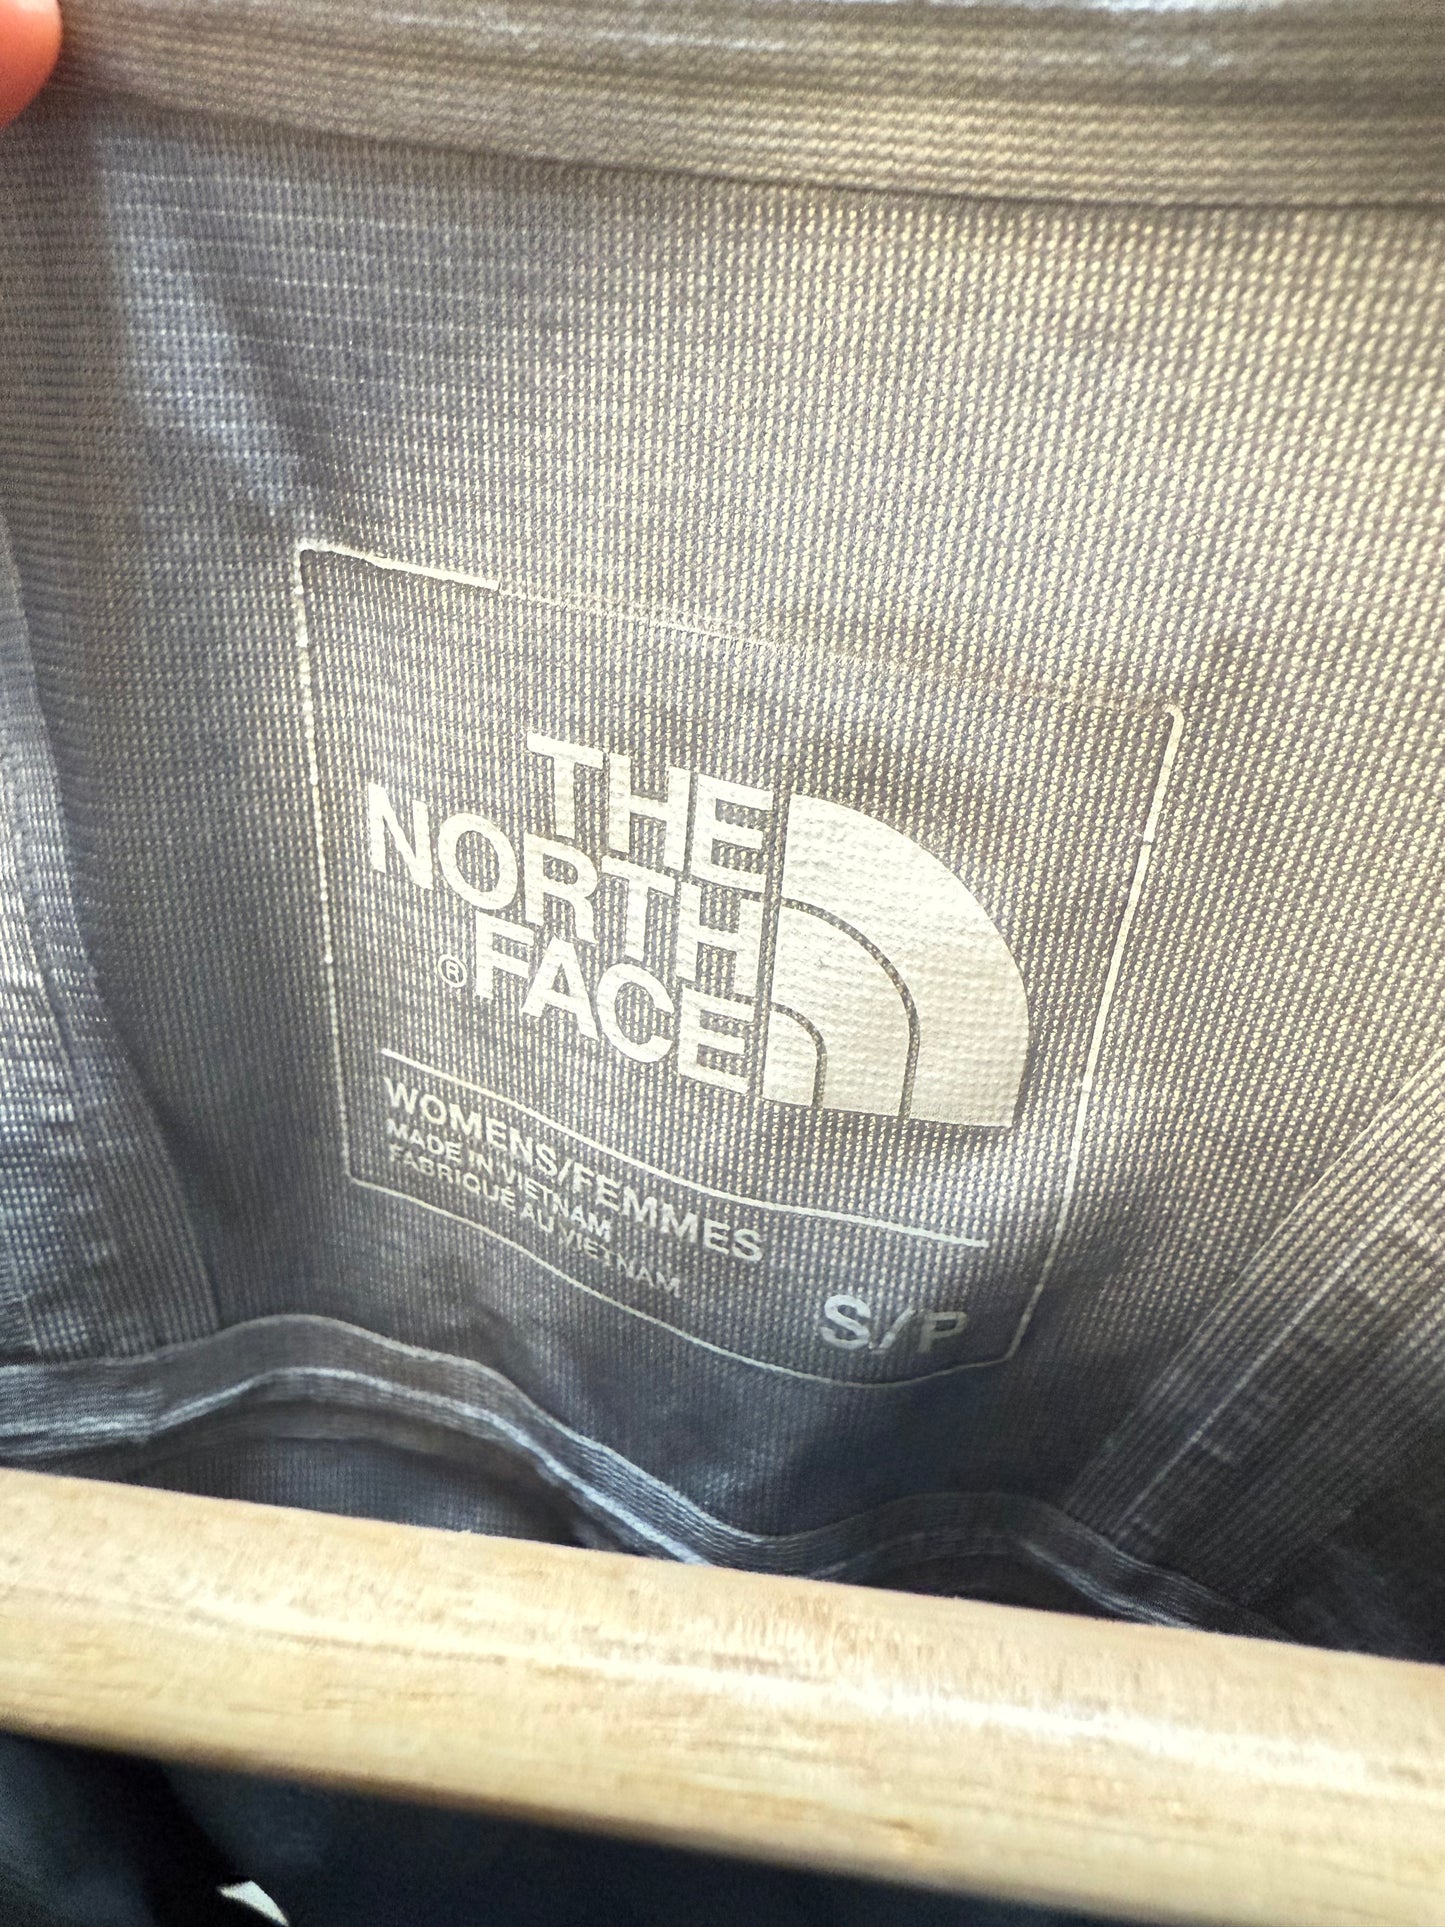 THE
NORTH
®FACE
WOMENS/FEMMES
MADE IN VIETNAM
FABRIQUÉ AU VIETNAM
S/P